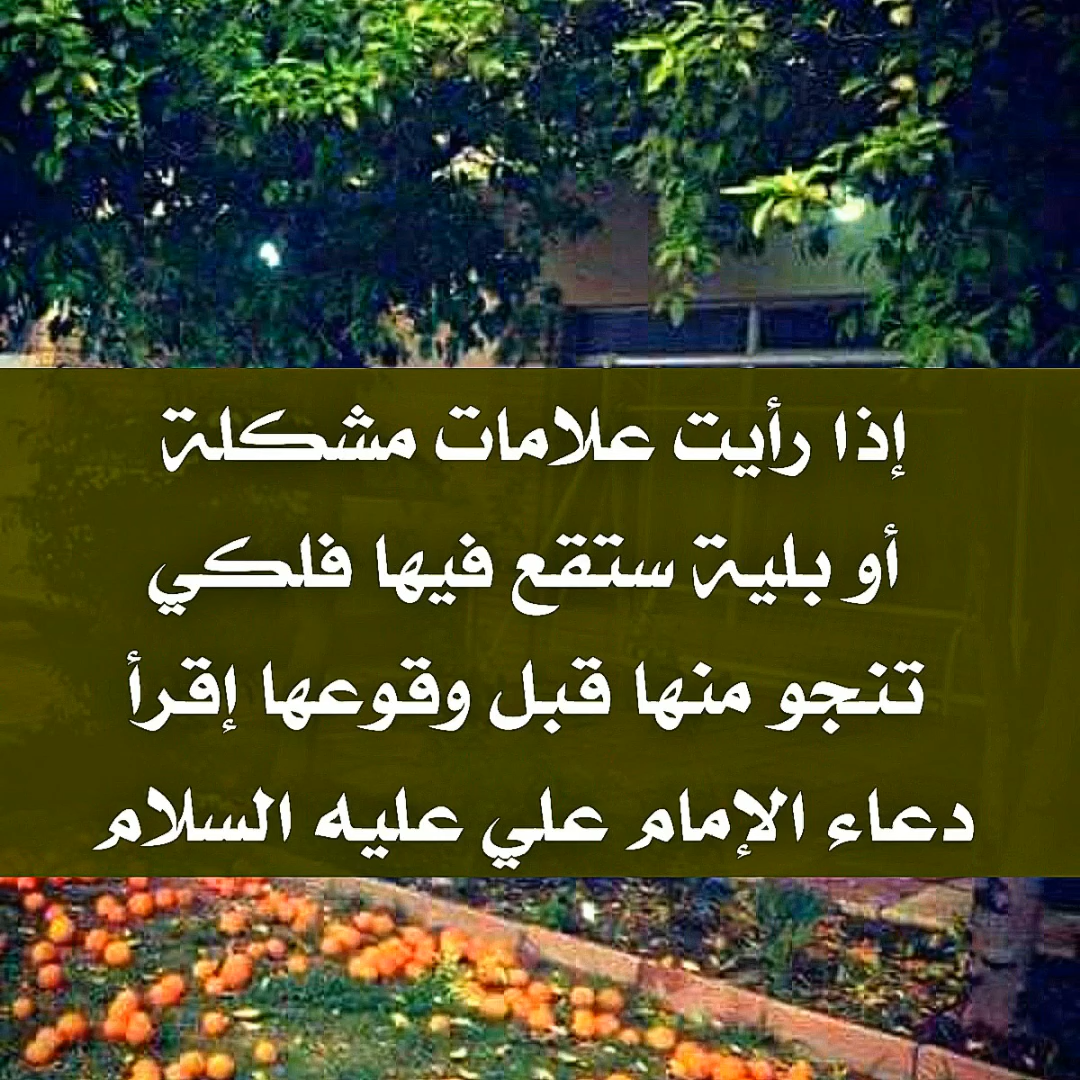 إذا رأيت علامات مشكلة
أو بلية ستقع فيها فلكي
تنجو منها قبل وقوعها إقرأ
دعاء الإمام علي عليه السلام